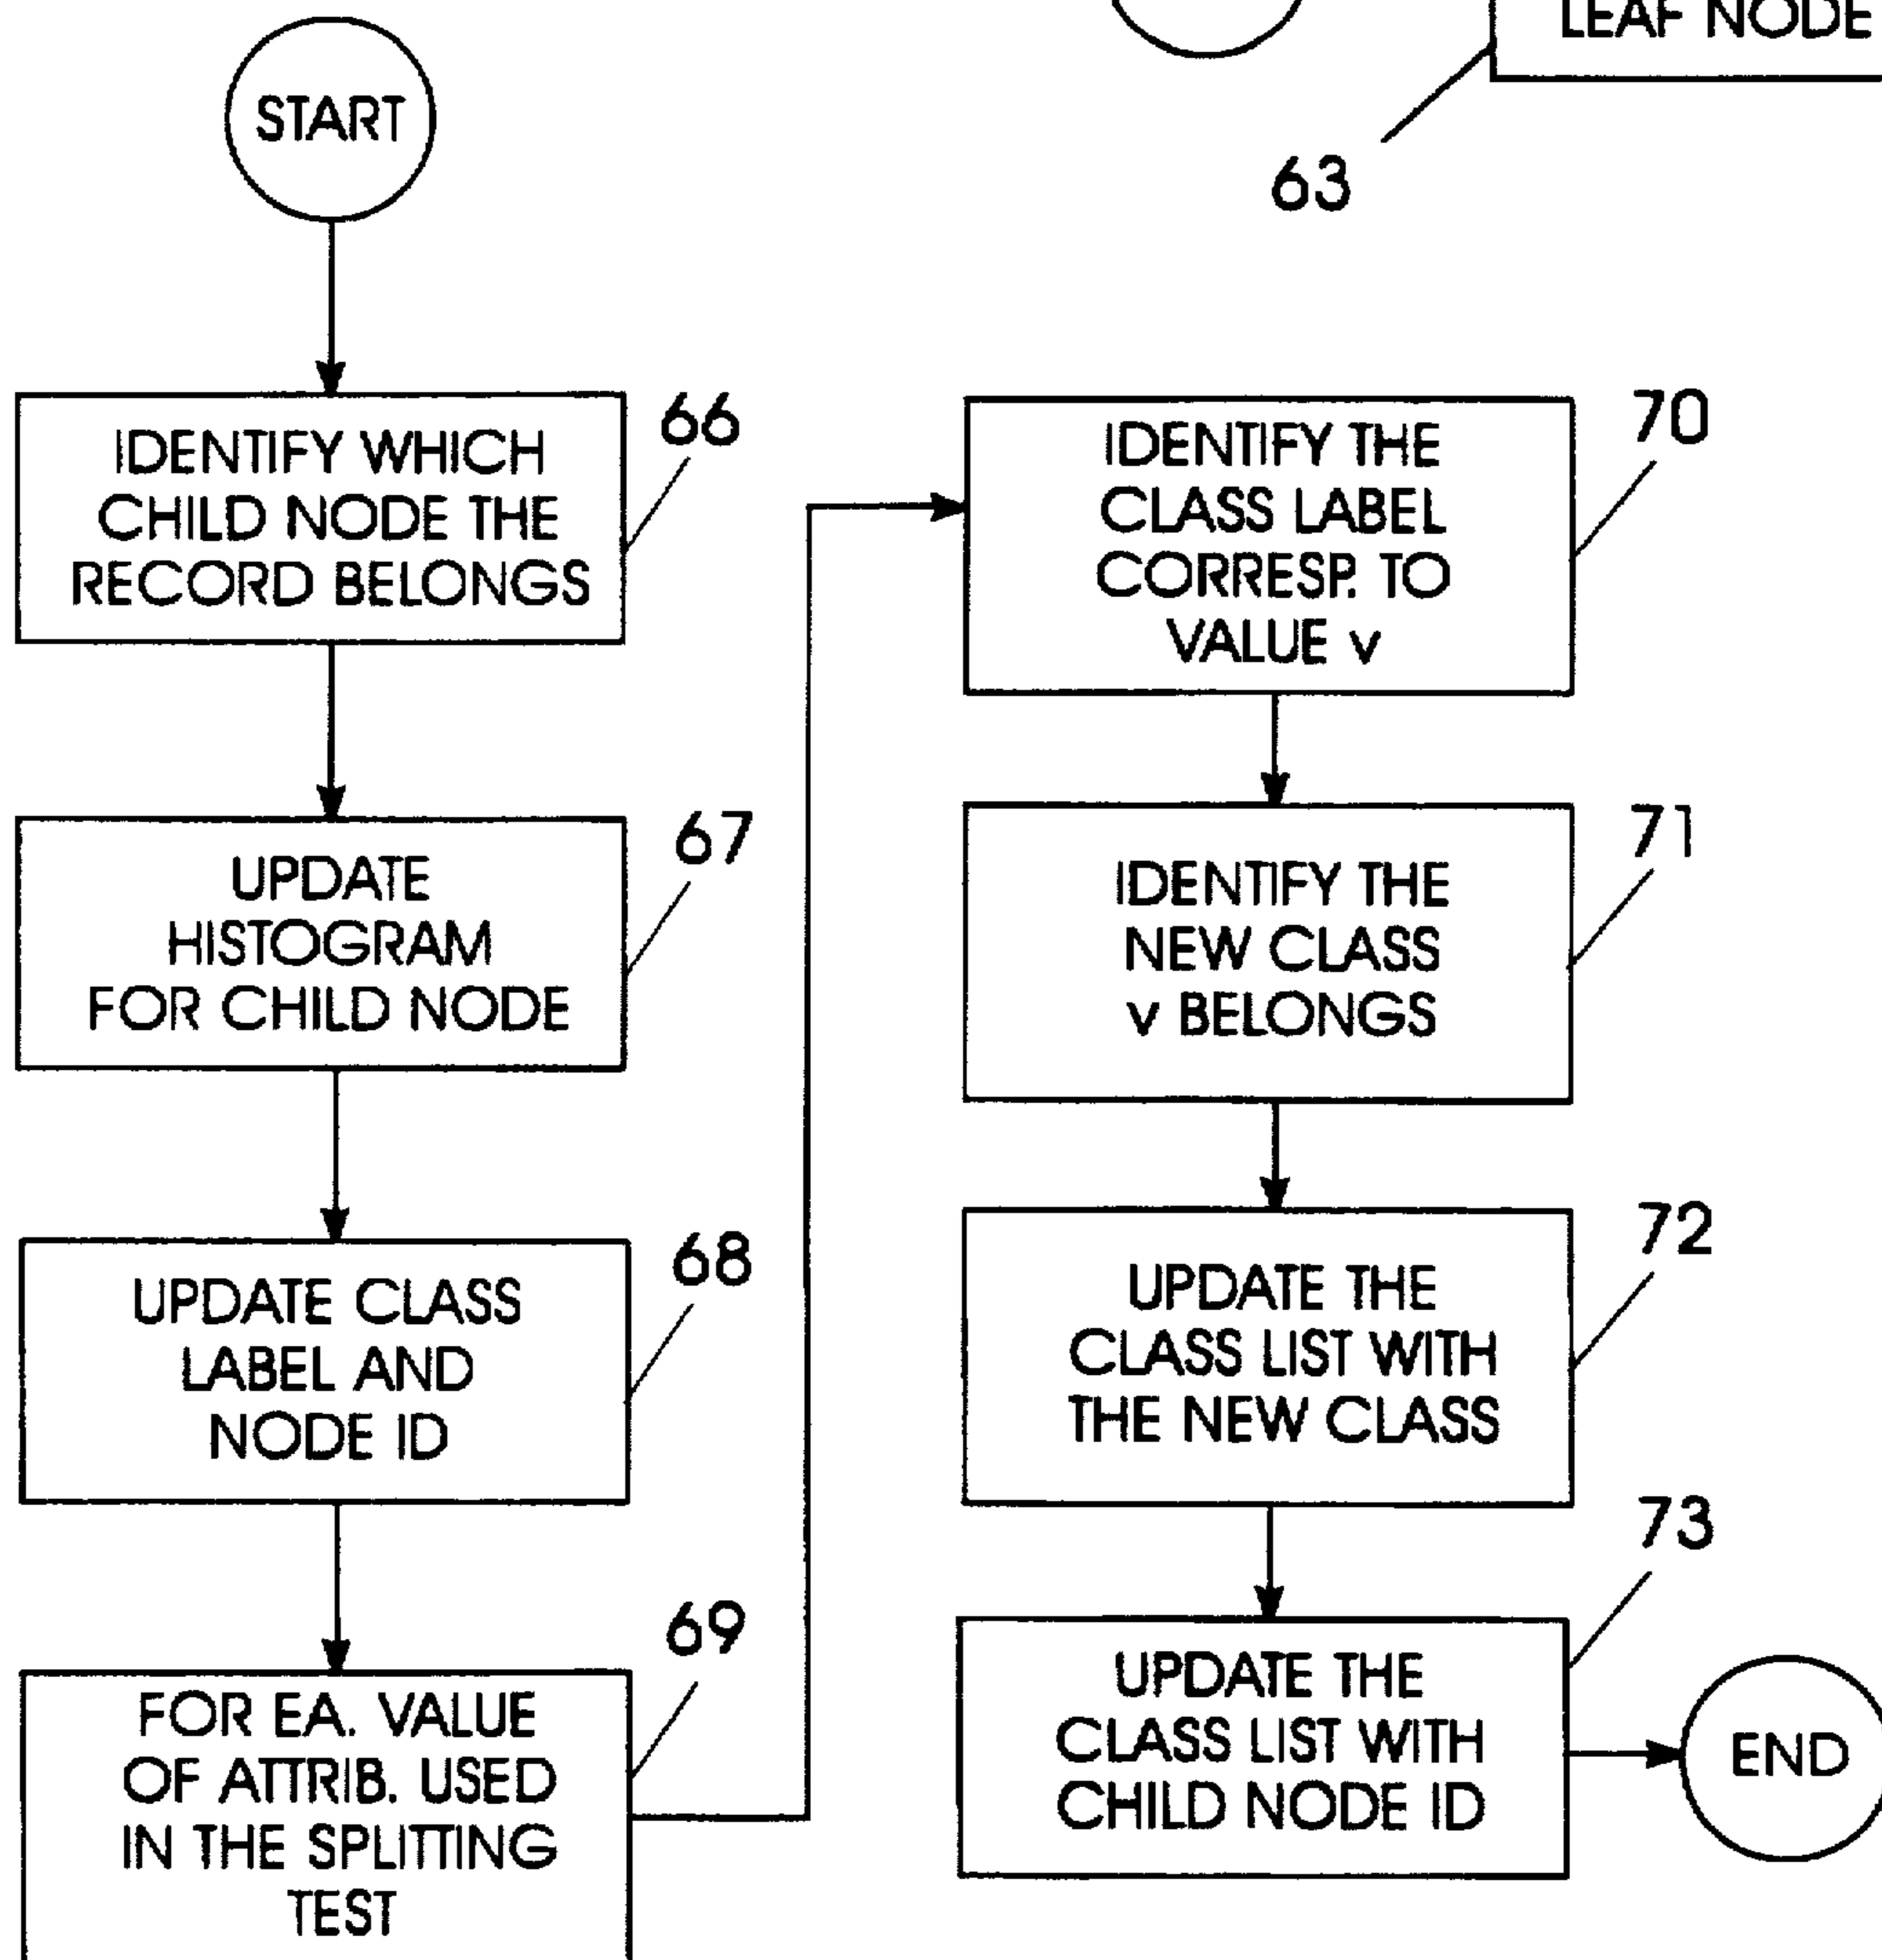 LEAF NODE
63
START
IDENTIFY WHICH
CHILD NODE THE
RECORD BELONGS
66
UPDATE
HISTOGRAM
FOR CHILD NODE
67
UPDATE CLASS
LABEL AND
NODE ID
68
FOR EA. VALUE
OF ATTRIB. USED
IN THE SPLITTING
TEST
69
IDENTIFY THE
CLASS LABEL
CORRESP. TO
VALUE v
70
IDENTIFY THE
NEW CLASS
v BELONGS
71
UPDATE THE
CLASS LIST WITH
THE NEW CLASS
72
UPDATE THE
CLASS LIST WITH
CHILD NODE ID
73
END